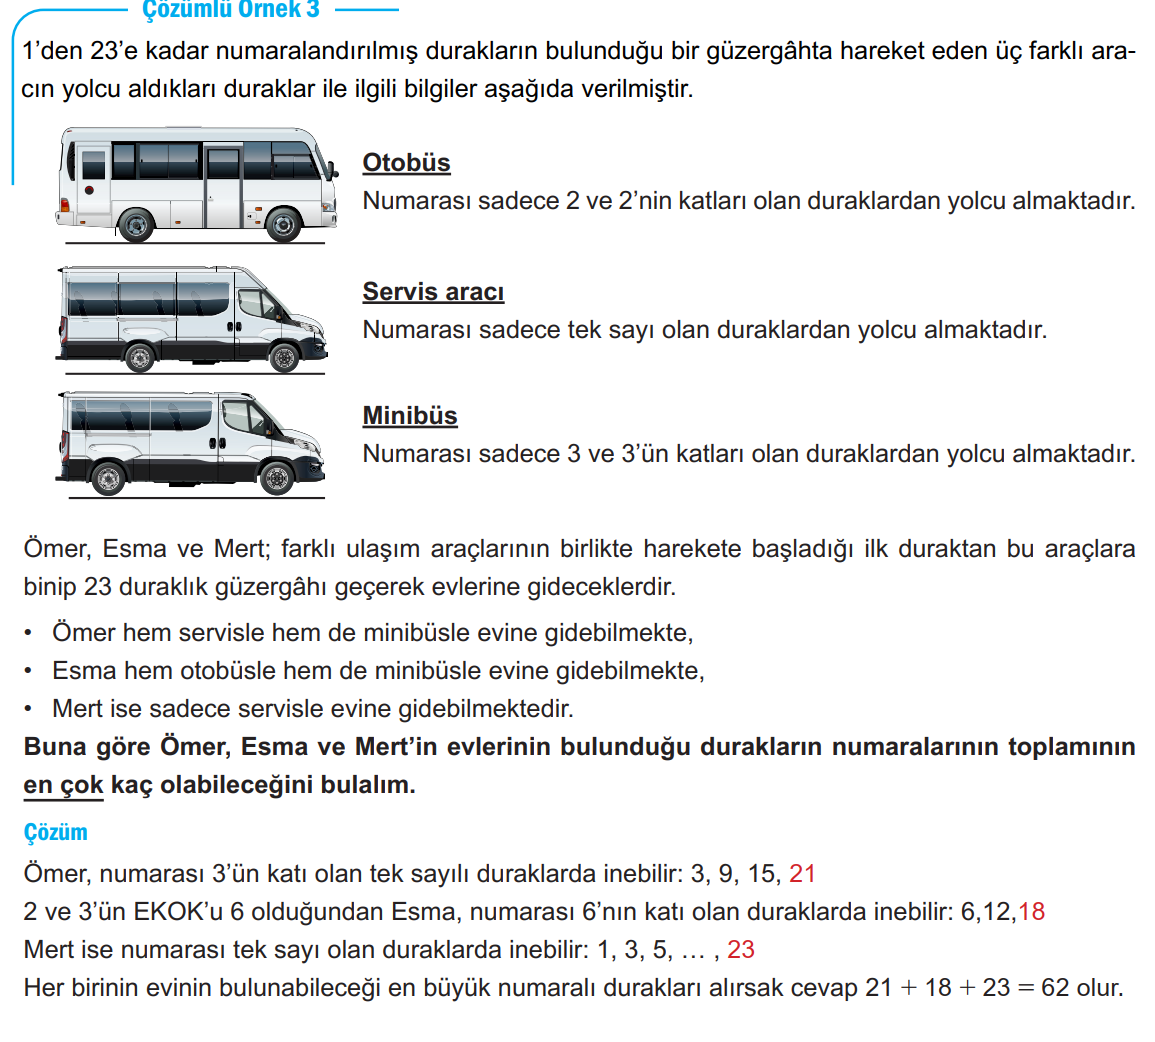 Çözümlü Örnek 3
1’den 23’e kadar numaralandırılmış durakların bulunduğu bir güzergâhta hareket eden üç farklı ara-
cın yolcu aldıkları duraklar ile ilgili bilgiler aşağıda verilmiştir.
Otobüs
Numarası sadece 2 ve 2’nin katları olan duraklardan yolcu almaktadır.
Servis aracı
Numarası sadece tek sayı olan duraklardan yolcu almaktadır.
Minibüs
Numarası sadece 3 ve 3’ün katları olan duraklardan yolcu almaktadır.
Ömer, Esma ve Mert; farklı ulaşım araçlarının birlikte harekete başladığı ilk duraktan bu araçlara
binip 23 duraklık güzergâhı geçerek evlerine gideceklerdir.
• Ömer hem servisle hem de minibüsle evine gidebilmekte,
• Esma hem otobüsle hem de minibüsle evine gidebilmekte,
• Mert ise sadece servisle evine gidebilmektedir.
Buna göre Ömer, Esma ve Mert’in evlerinin bulunduğu durakların numaralarının toplamının
en çok kaç olabileceğini bulalım.
Çözüm
Ömer, numarası 3’ün katı olan tek sayılı duraklarda inebilir: 3, 9, 15, 21
2 ve 3’ün EKOK’u 6 olduğundan Esma, numarası 6’nın katı olan duraklarda inebilir: 6,12,18
Mert ise numarası tek sayı olan duraklarda inebilir: 1, 3, 5, … , 23
Her birinin evinin bulunabileceği en büyük numaralı durakları alırsak cevap 21 + 18 + 23 = 62 olur.